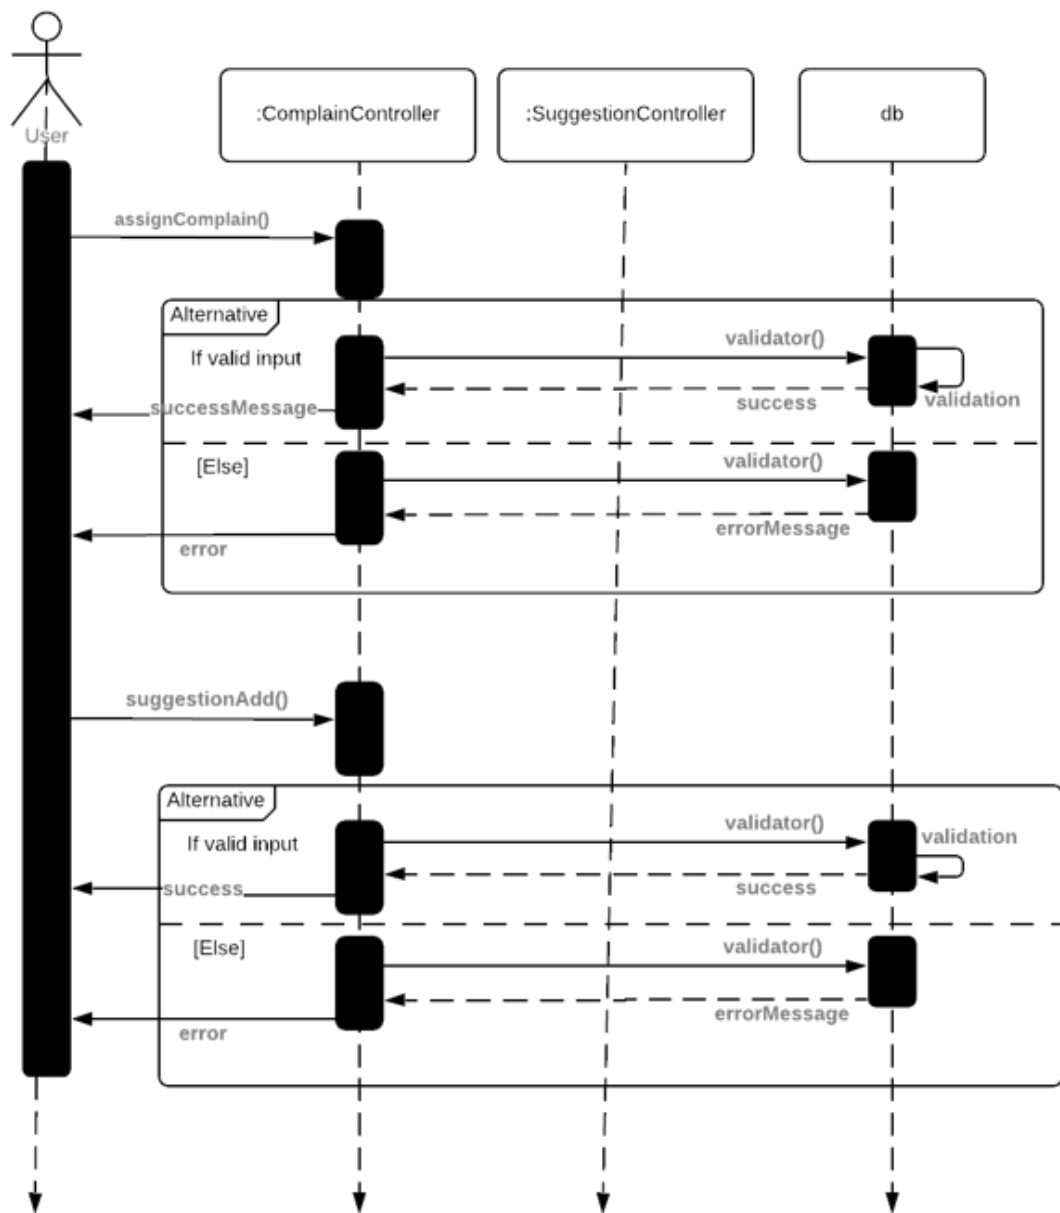 User
:ComplainController
:SuggestionController
db
assignComplain()
Alternative
If valid input
validator()
success
validation
successMessage
[Else]
validator()
errorMessage
error
suggestionAdd()
Alternative
If valid input
validator()
validation
success
success
[Else]
validator()
errorMessage
error